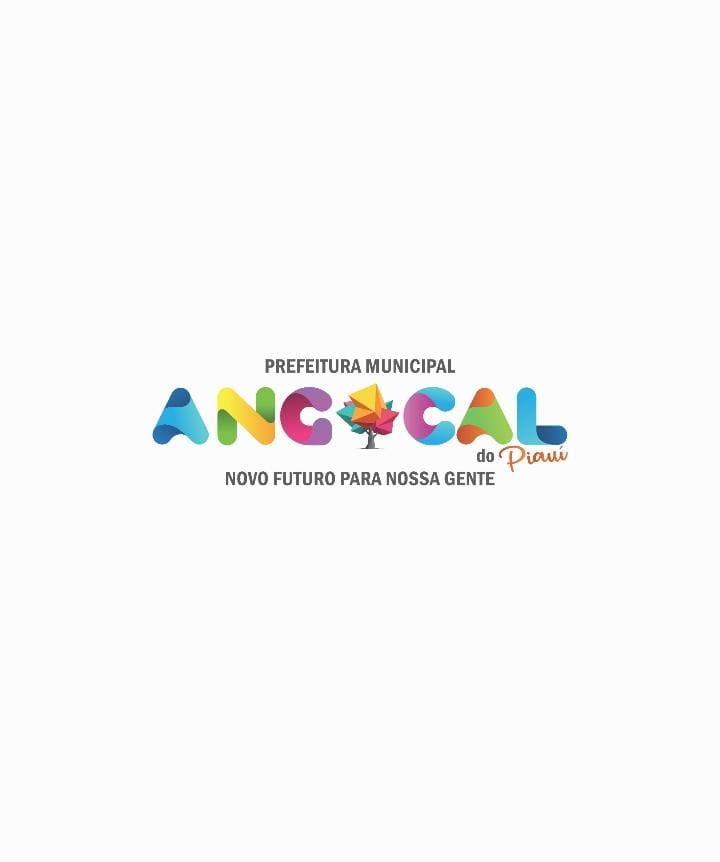 PREFEITURA MUNICIPAL
ANGICAL
do Piauí
NOVO FUTURO PARA NOSSA GENTE